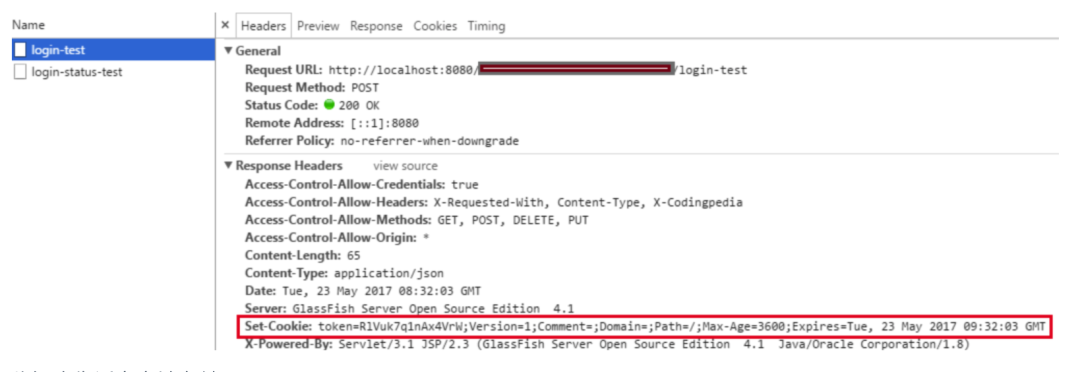 Name
login-test
login-status-test
× Headers Preview Response Cookies Timing
▼ General
Request URL: http://localhost:8080/ /login-test
Request Method: POST
Status Code: 200 OK
Remote Address: [::1]:8080
Referrer Policy: no-referrer-when-downgrade
▼ Response Headers view source
Access-Control-Allow-Credentials: true
Access-Control-Allow-Headers: X-Requested-With, Content-Type, X-Codingpedia
Access-Control-Allow-Methods: GET, POST, DELETE, PUT
Access-Control-Allow-Origin: *
Content-Length: 65
Content-Type: application/json
Date: Tue, 23 May 2017 08:32:03 GMT
Server: GlassFish Server Open Source Edition 4.1
Set-Cookie: token=RlVuk7q1nAx4VrW;Version=1;Comment=;Domain=;Path=/;Max-Age=3600;Expires=Tue, 23 May 2017 09:32:03 GMT
X-Powered-By: Servlet/3.1 JSP/2.3 (GlassFish Server Open Source Edition 4.1 Java/Oracle Corporation/1.8)